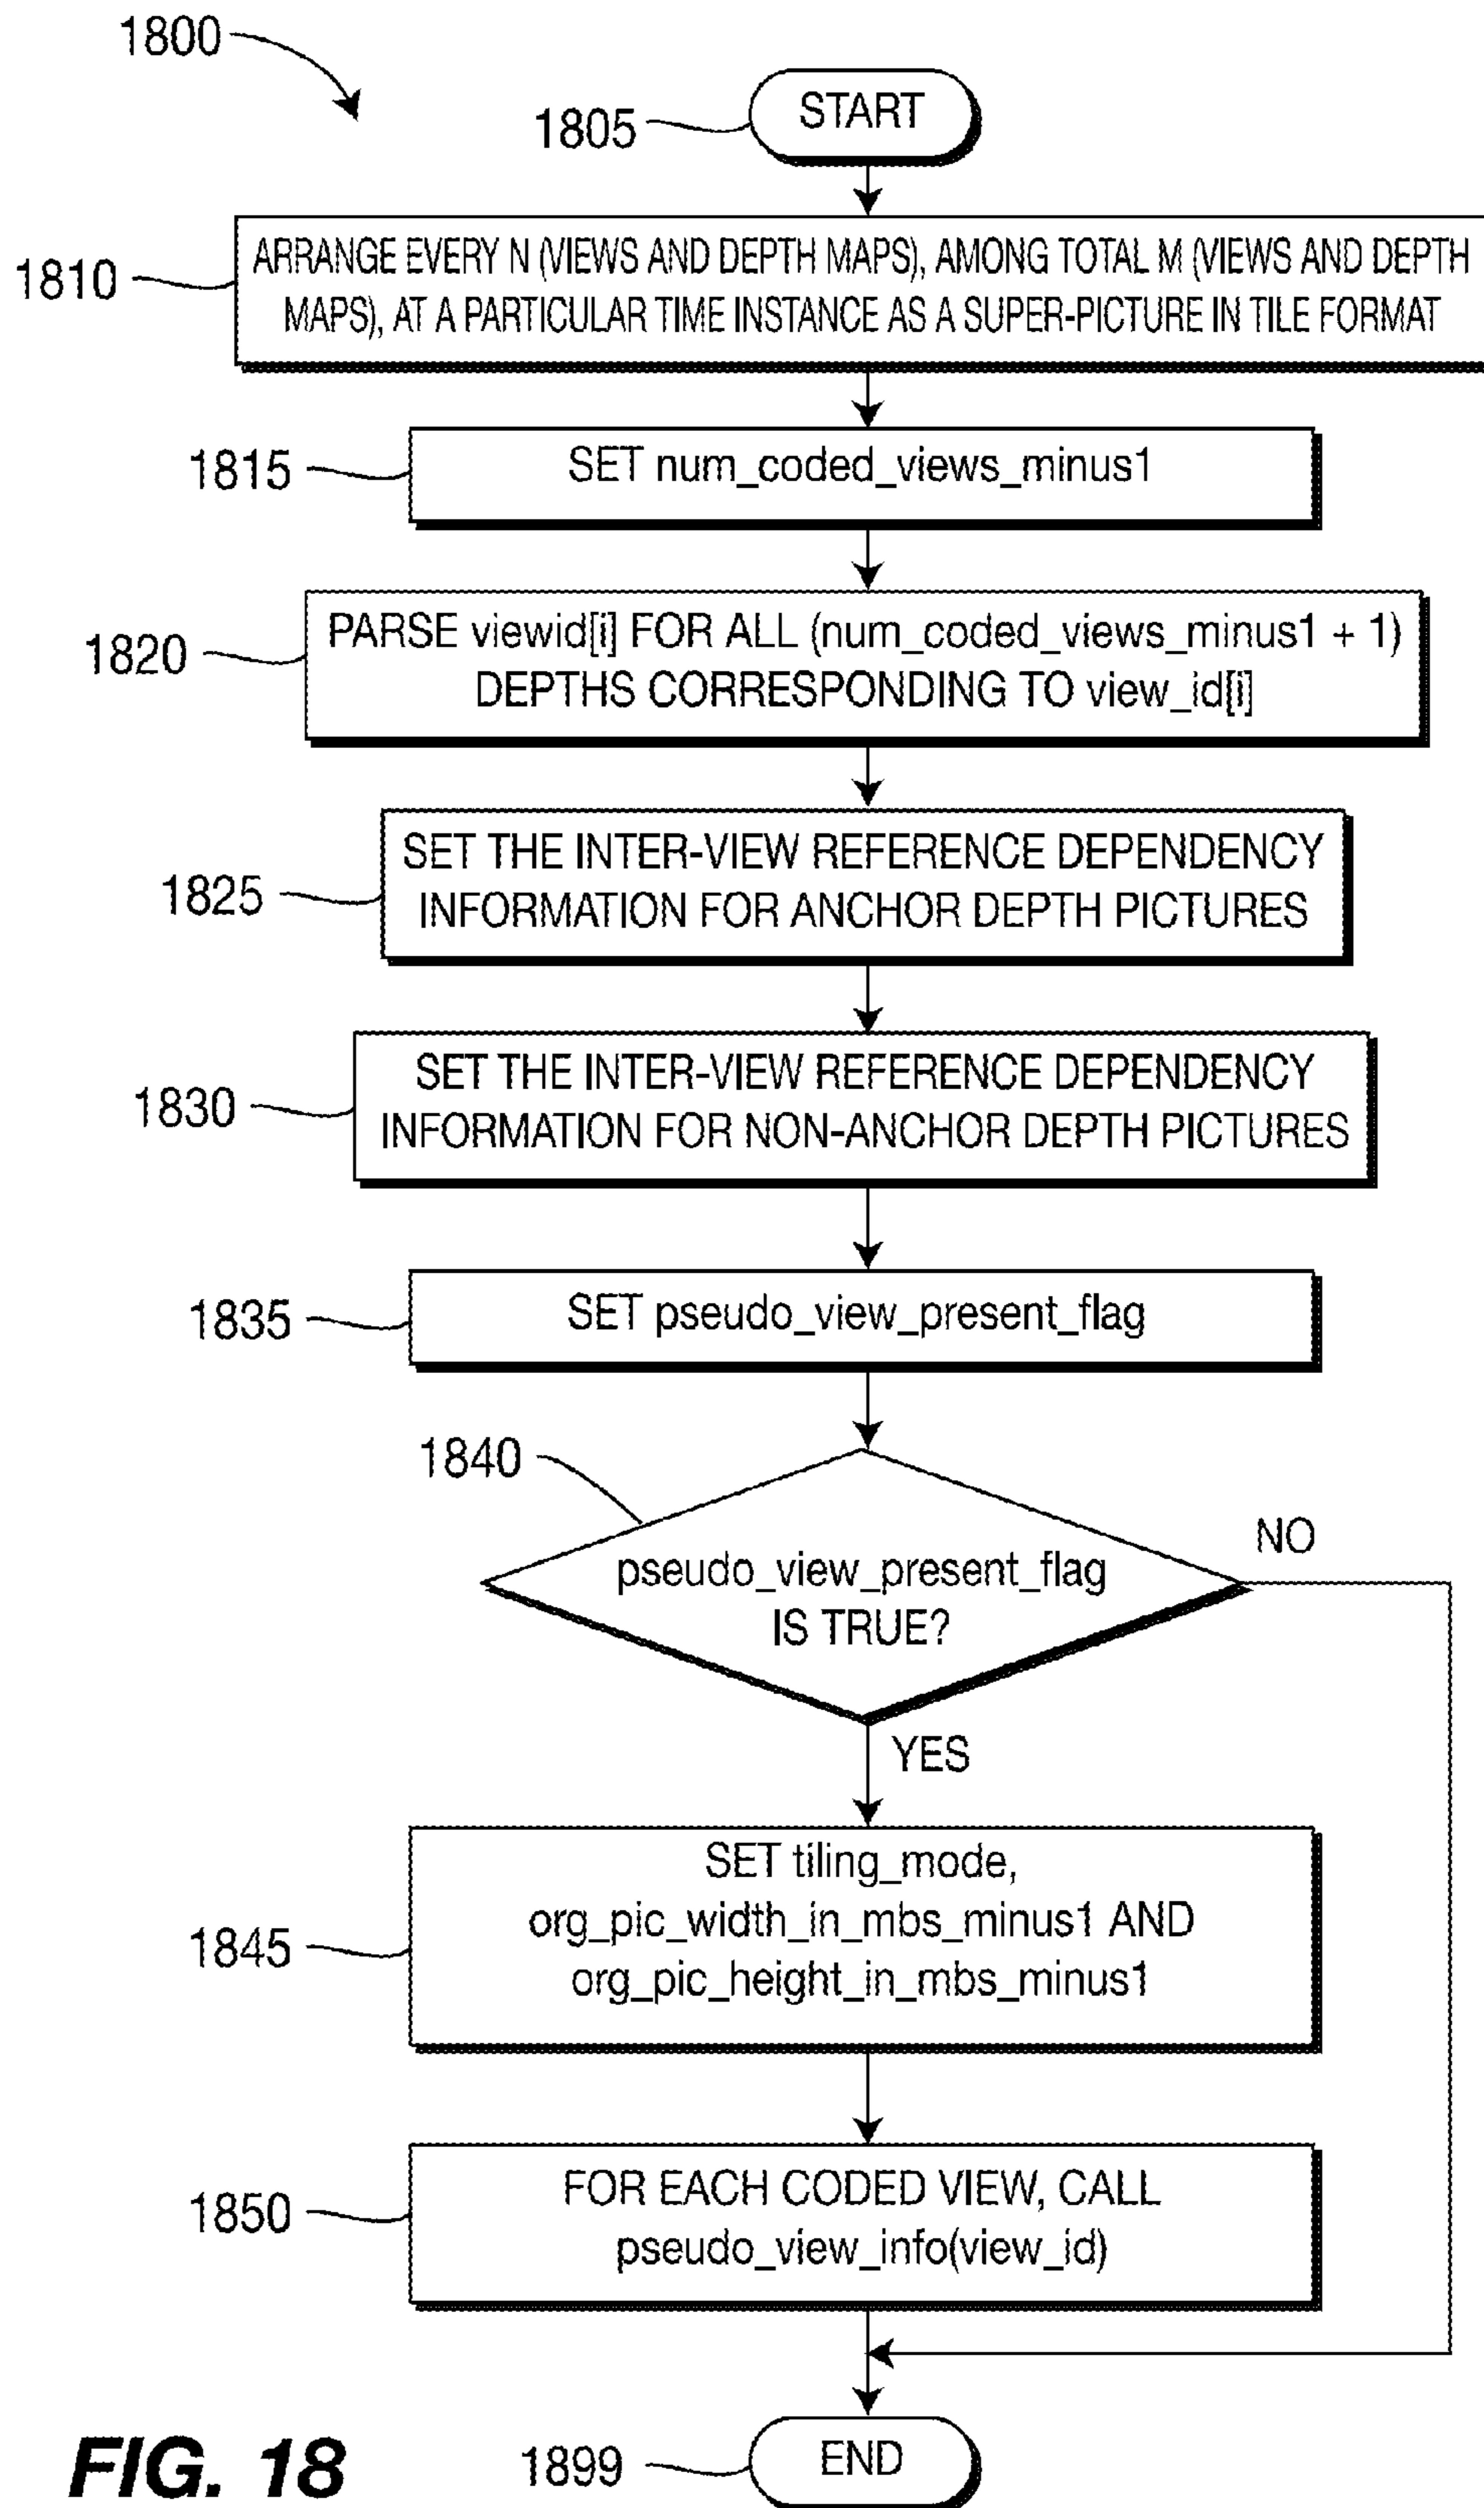 1800
1805
START
1810
ARRANGE EVERY N (VIEWS AND DEPTH MAPS), AMONG TOTAL M (VIEWS AND DEPTH
MAPS), AT A PARTICULAR TIME INSTANCE AS A SUPER-PICTURE IN TILE FORMAT
1815
SET num_coded_views_minus1
1820
PARSE viewid[i] FOR ALL (num_coded_views_minus1 + 1)
DEPTHS CORRESPONDING TO view_id[i]
1825
SET THE INTER-VIEW REFERENCE DEPENDENCY
INFORMATION FOR ANCHOR DEPTH PICTURES
1830
SET THE INTER-VIEW REFERENCE DEPENDENCY
INFORMATION FOR NON-ANCHOR DEPTH PICTURES
1835
SET pseudo_view_present_flag
1840
pseudo_view_present_flag
IS TRUE?
NO
YES
1845
SET tiling_mode,
org_pic_width_in_mbs_minus1 AND
org_pic_height_in_mbs_minus1
1850
FOR EACH CODED VIEW, CALL
pseudo_view_info(view_id)
1899
END
FIG. 18